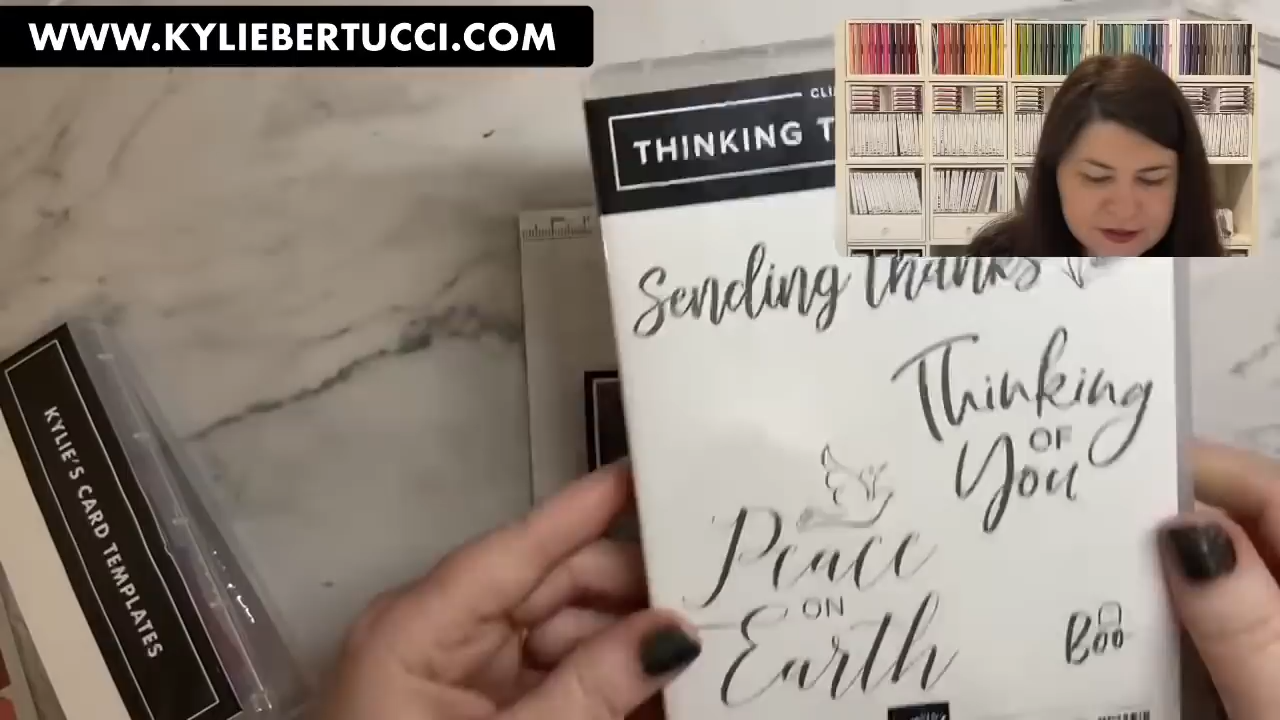 WWW.KYLIEBERTUCCI.COM
THINKING
Sending thanks
Thinking
OF
You
Peace
ON
Earth
Boo
KYLIE'S CARD TEMPLATES